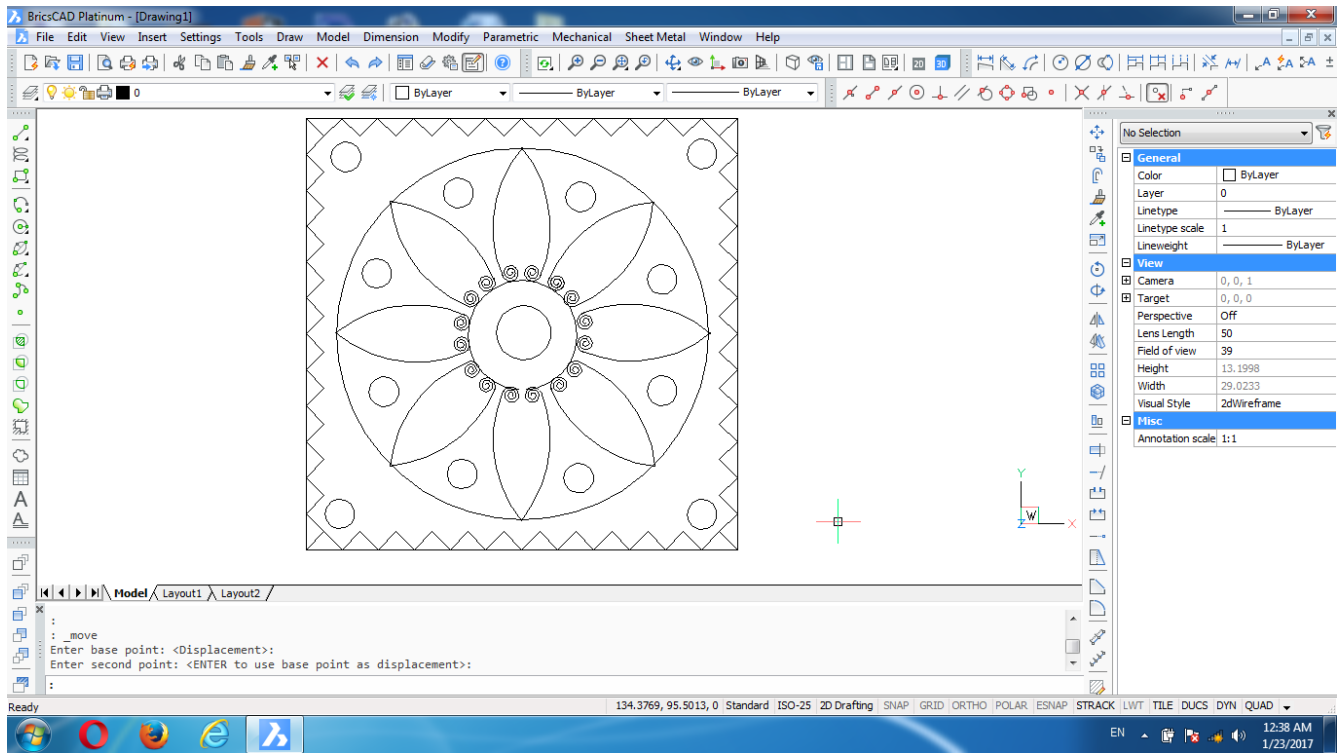 BricsCAD Platinum - [Drawing1]
File Edit View Insert Settings Tools Draw Model Dimension Modify Parametric Mechanical Sheet Metal Window Help
0 ByLayer ByLayer ByLayer
No Selection
General
Color ByLayer
Layer 0
Linetype ByLayer
Linetype scale 1
Lineweight ByLayer
View
Camera 0, 0, 1
Target 0, 0, 0
Perspective Off
Lens Length 50
Field of view 39
Height 13.1998
Width 29.0233
Visual Style 2dWireframe
Misc
Annotation scale 1:1
Y
W
Z X
Model Layout1 Layout2
:
: _move
Enter base point: <Displacement>:
Enter second point: <ENTER to use base point as displacement>:
:
Ready 134.3769, 95.5013, 0 Standard ISO-25 2D Drafting SNAP GRID ORTHO POLAR ESNAP STRACK LWT TILE DUCS DYN QUAD
EN 12:38 AM
1/23/2017